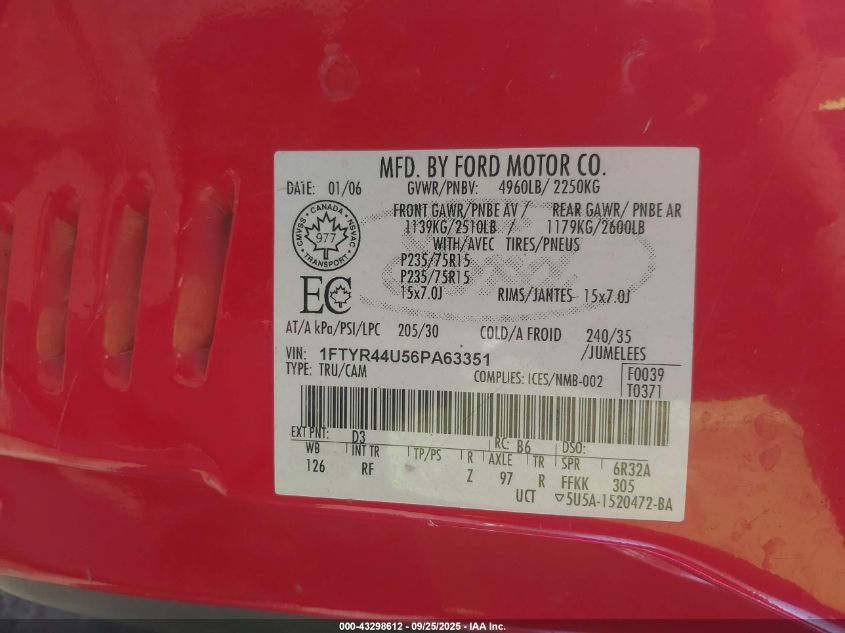 MFD. BY FORD MOTOR CO.
DATE: 01/06 GVWR/PNBV: 4960LB/ 2250KG
FRONT GAWR/PNBE AV / REAR GAWR/ PNBE AR
1139KG/2510LB / 1179KG/2600LB
WITH/AVEC TIRES/PNEUS
P235/75R15
P235/75R15
15x7.0J RIMS/JANTES 15x7.0J
CANADA
CMVSS NSVAC
977
TRANSPORT
EC
AT/A kPa/PSI/LPC 205/30 COLD/A FROID 240/35
/JUMELEES
VIN: 1FTYR44U56PA63351
TYPE: TRU/CAM COMPLIES: ICES/NMB-002
F0039
T0371
EXT PNT: D3 RC: B6 DSO:
WB INT TR TP/PS R AXLE TR SPR 6R32A
126 RF Z 97 R FFKK 305
UCT ▽5U5A-1520472-BA
000-43298612 - 09/25/2025 - IAA Inc.